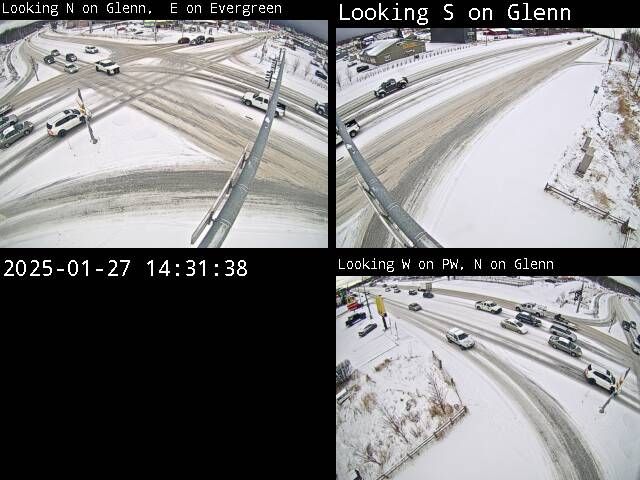 Looking N on Glenn, E on Evergreen
Looking S on Glenn
2025-01-27 14:31:38
Looking W on PW, N on Glenn